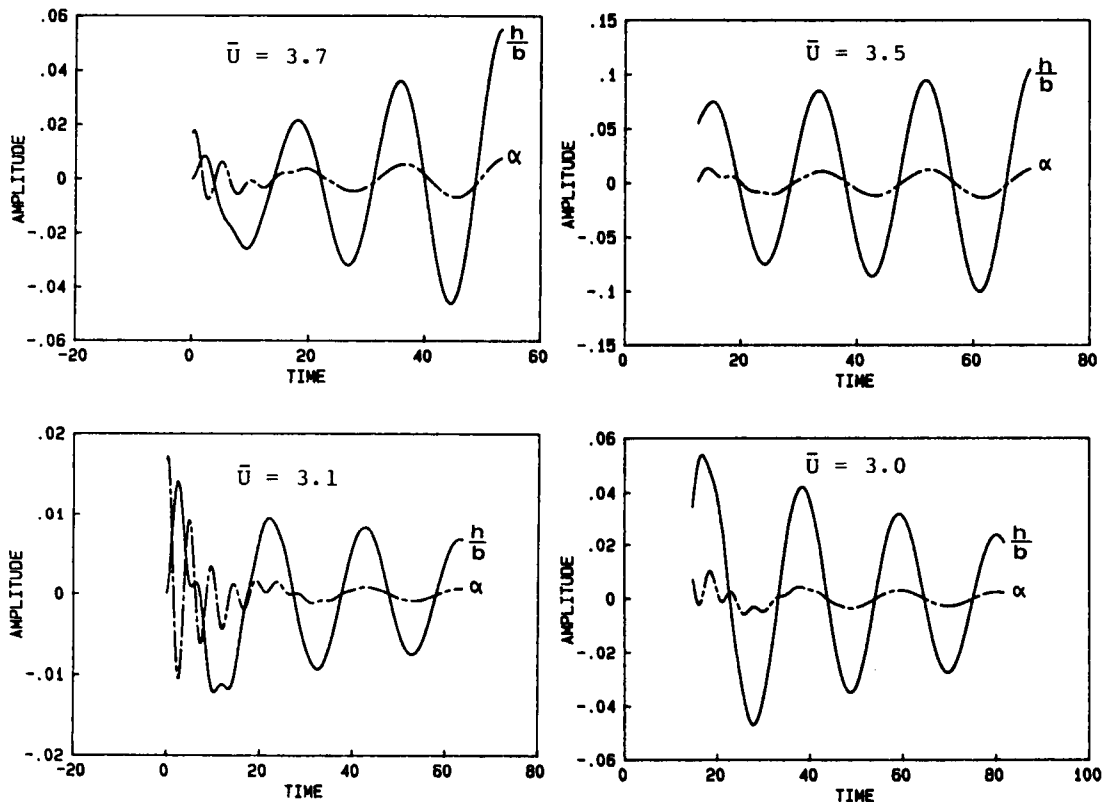 .06
.04
.02
0
-.02
-.04
-.06
AMPLITUDE
Ū = 3.7
h/b
α
-20
0
20
40
60
TIME
.15
.1
.05
0
-.05
-.1
-.15
AMPLITUDE
Ū = 3.5
h/b
α
0
20
40
60
80
TIME
.02
.01
0
-.01
-.02
AMPLITUDE
Ū = 3.1
h/b
α
-20
0
20
40
60
80
TIME
.06
.04
.02
0
-.02
-.04
-.06
AMPLITUDE
Ū = 3.0
h/b
α
0
20
40
60
80
100
TIME